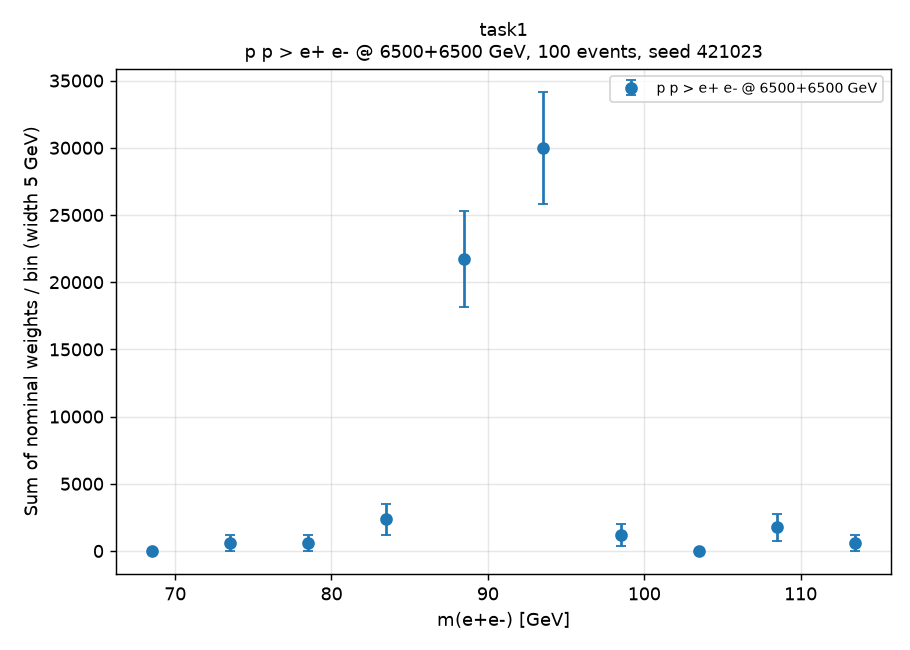 task1
p p > e+ e- @ 6500+6500 GeV, 100 events, seed 421023
p p > e+ e- @ 6500+6500 GeV
Sum of nominal weights / bin (width 5 GeV)
35000
30000
25000
20000
15000
10000
5000
0
70 80 90 100 110
m(e+e-) [GeV]